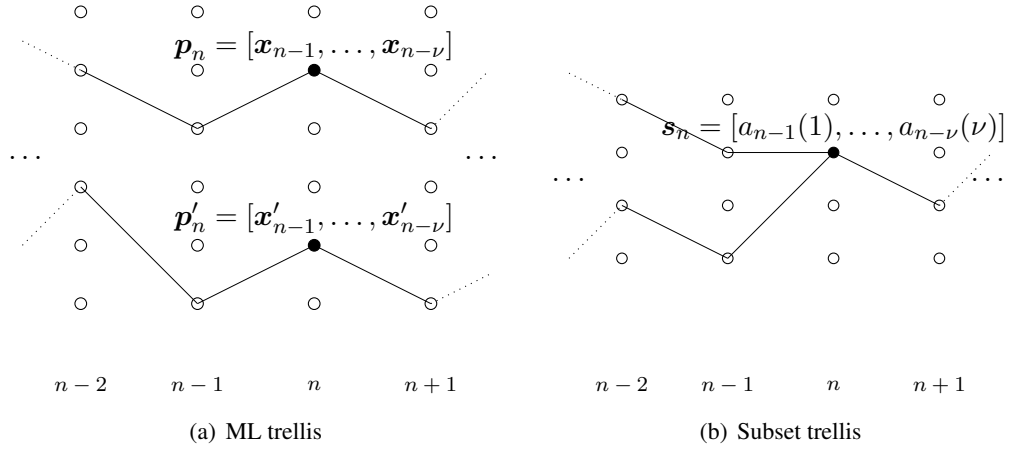 p_n = [x_{n−1}, . . . , x_{n−ν}]
s_n = [a_{n−1}(1), . . . , a_{n−ν}(ν)]
. . . . . .
. . . . . .
p′_n = [x′_{n−1}, . . . , x′_{n−ν}]
n − 2 n − 1 n n + 1
n − 2 n − 1 n n + 1
(a) ML trellis
(b) Subset trellis